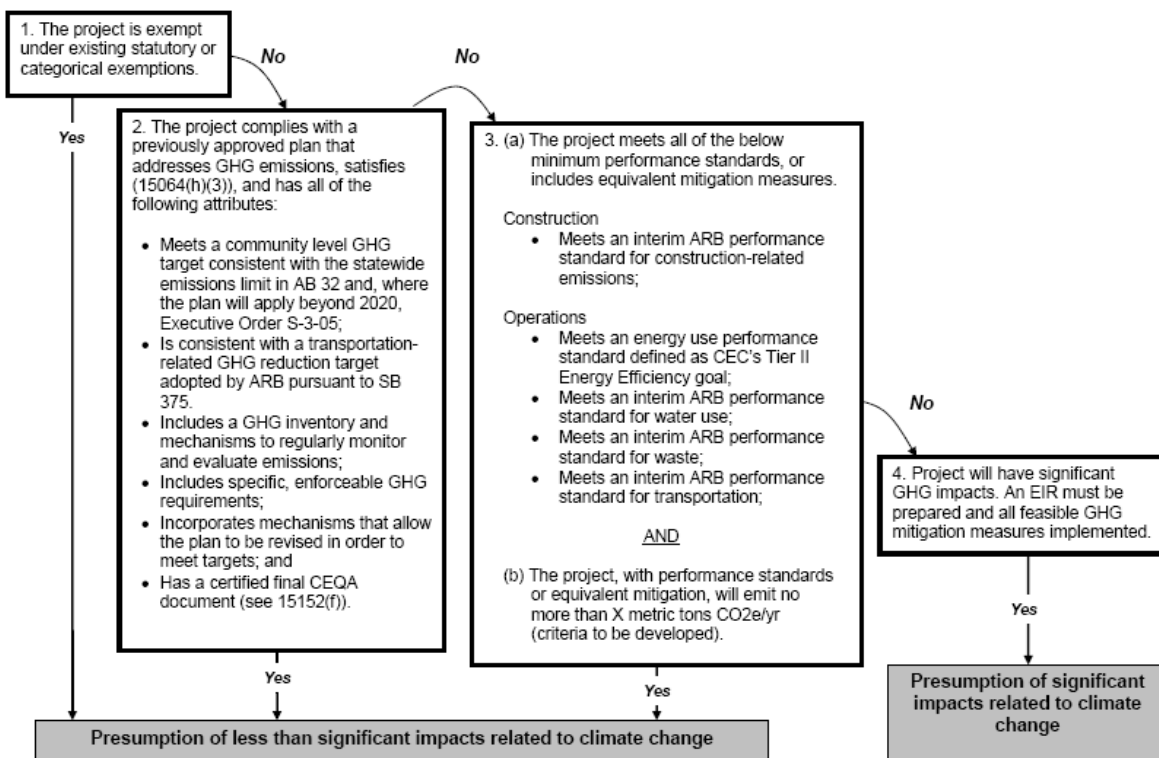 1. The project is exempt
under existing statutory or
categorical exemptions.
No
Yes
2. The project complies with a
previously approved plan that
addresses GHG emissions, satisfies
(15064(h)(3)), and has all of the
following attributes:
• Meets a community level GHG
target consistent with the statewide
emissions limit in AB 32 and, where
the plan will apply beyond 2020,
Executive Order S-3-05;
• Is consistent with a transportation-
related GHG reduction target
adopted by ARB pursuant to SB
375.
• Includes a GHG inventory and
mechanisms to regularly monitor
and evaluate emissions;
• Includes specific, enforceable GHG
requirements;
• Incorporates mechanisms that allow
the plan to be revised in order to
meet targets; and
• Has a certified final CEQA
document (see 15152(f)).
No
Yes
3. (a) The project meets all of the below
minimum performance standards, or
includes equivalent mitigation measures.
Construction
• Meets an interim ARB performance
standard for construction-related
emissions;
Operations
• Meets an energy use performance
standard defined as CEC's Tier II
Energy Efficiency goal;
• Meets an interim ARB performance
standard for water use;
• Meets an interim ARB performance
standard for waste;
• Meets an interim ARB performance
standard for transportation;
AND
(b) The project, with performance standards
or equivalent mitigation, will emit no
more than X metric tons CO2e/yr
(criteria to be developed).
No
Yes
4. Project will have significant
GHG impacts. An EIR must be
prepared and all feasible GHG
mitigation measures implemented.
Yes
Presumption of less than significant impacts related to climate change
Presumption of significant
impacts related to climate
change